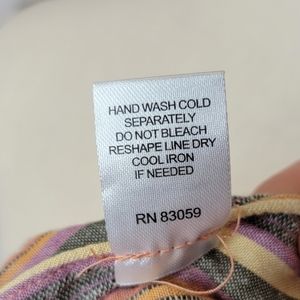 HAND WASH COLD
SEPARATELY
DO NOT BLEACH
RESHAPE LINE DRY
COOL IRON
IF NEEDED
RN 83059